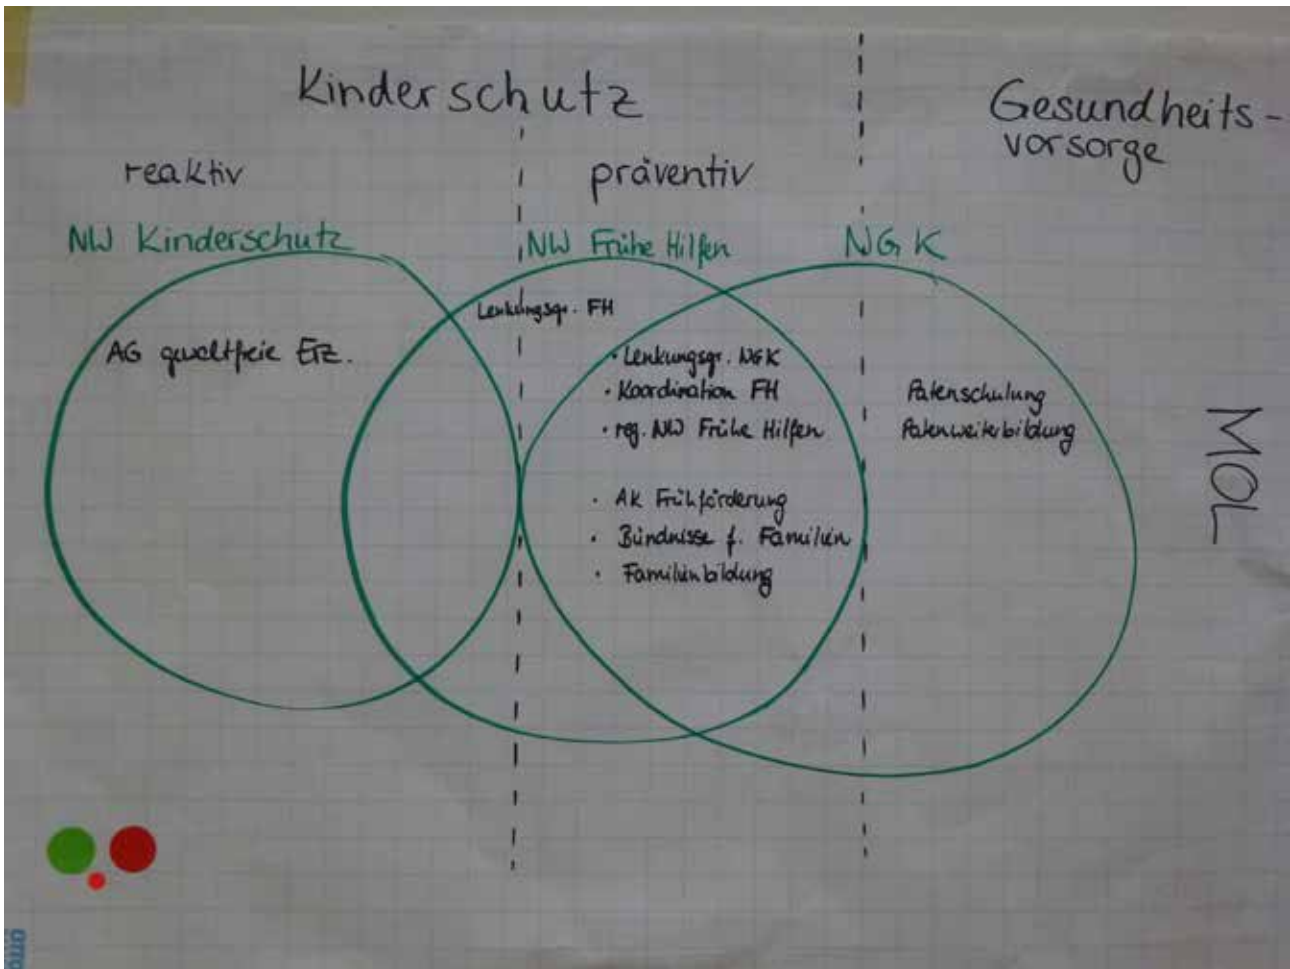 Kinderschutz
Gesundheits-
vorsorge
reaktiv
präventiv
NW Kinderschutz
NW Frühe Hilfen
NGK
Lenkungsgr. FH
AG gewaltfreie Erz.
· Lenkungsgr. NGK
· Koordination FH
· reg. NW Frühe Hilfen
· AK Frühförderung
· Bündnisse f. Familien
· Familienbildung
Patenschulung
Patenweiterbildung
MOL